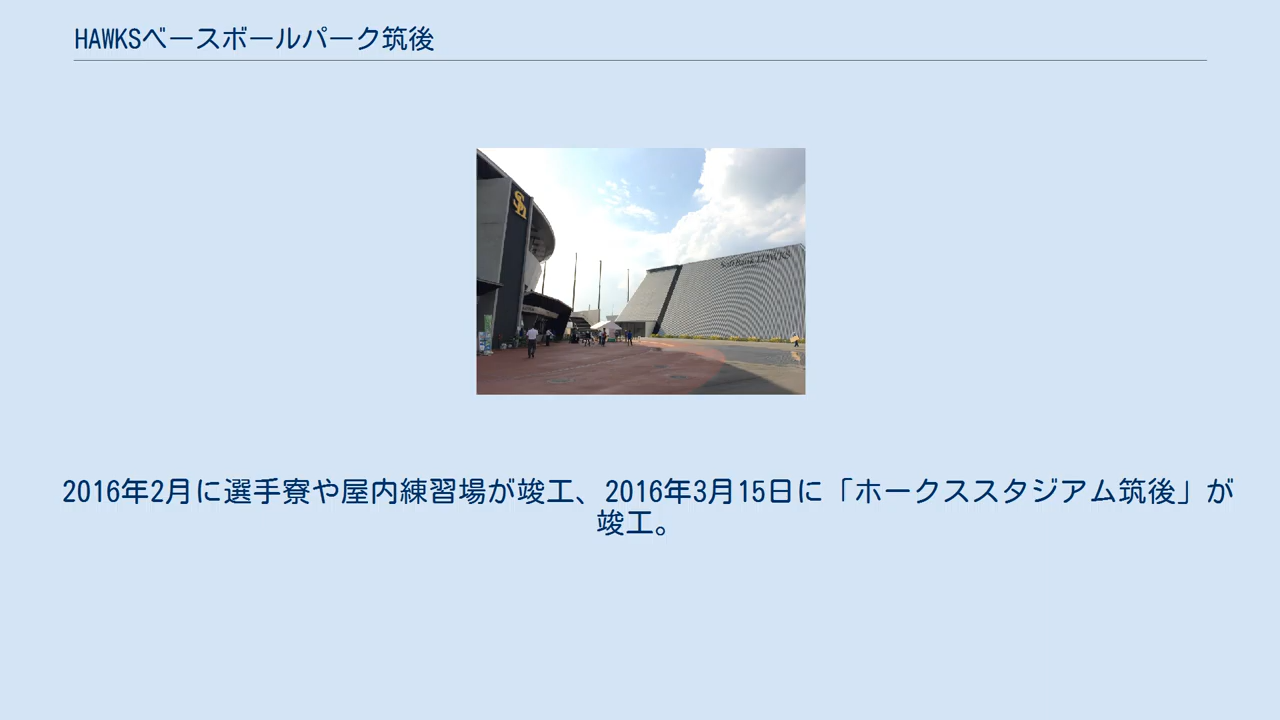 HAWKSベースボールパーク筑後
SoftBank HAWKS
2016年2月に選手寮や屋内練習場が竣工、2016年3月15日に「ホークススタジアム筑後」が
竣工。